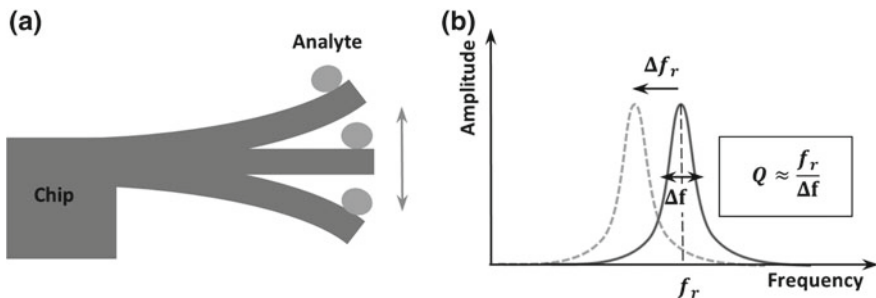 (a)
Analyte
Chip
(b)
Amplitude
Δf_r
Δf
Q ≈ f_r/Δf
f_r
Frequency